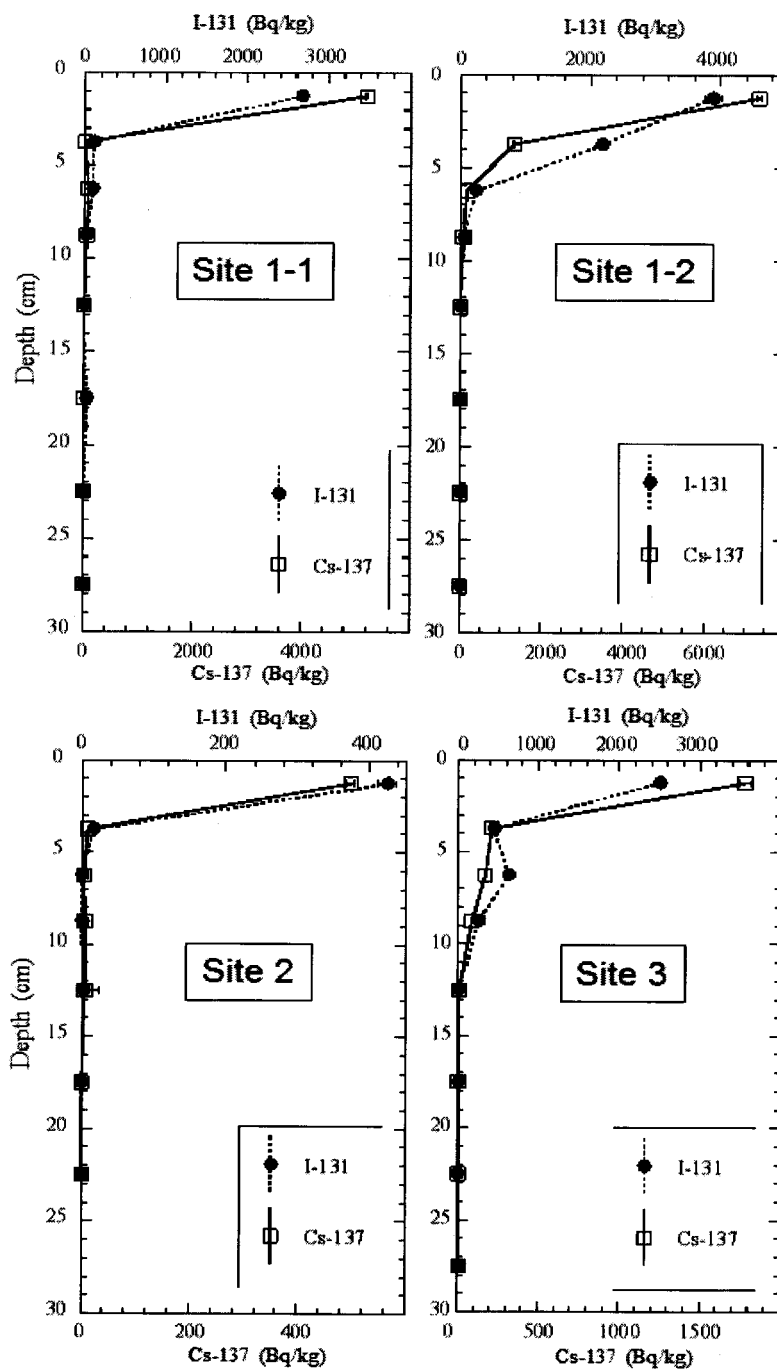 I-131 (Bq/kg)
0 1000 2000 3000
0
5
10
15
20
25
30
Depth (cm)
Site 1-1
I-131
Cs-137
0 2000 4000
Cs-137 (Bq/kg)
I-131 (Bq/kg)
0 2000 4000
0
5
10
15
20
25
30
Site 1-2
I-131
Cs-137
0 2000 4000 6000
Cs-137 (Bq/kg)
I-131 (Bq/kg)
0 200 400
0
5
10
15
20
25
30
Depth (cm)
Site 2
I-131
Cs-137
0 200 400
Cs-137 (Bq/kg)
I-131 (Bq/kg)
0 1000 2000 3000
0
5
10
15
20
25
30
Site 3
I-131
Cs-137
0 500 1000 1500
Cs-137 (Bq/kg)